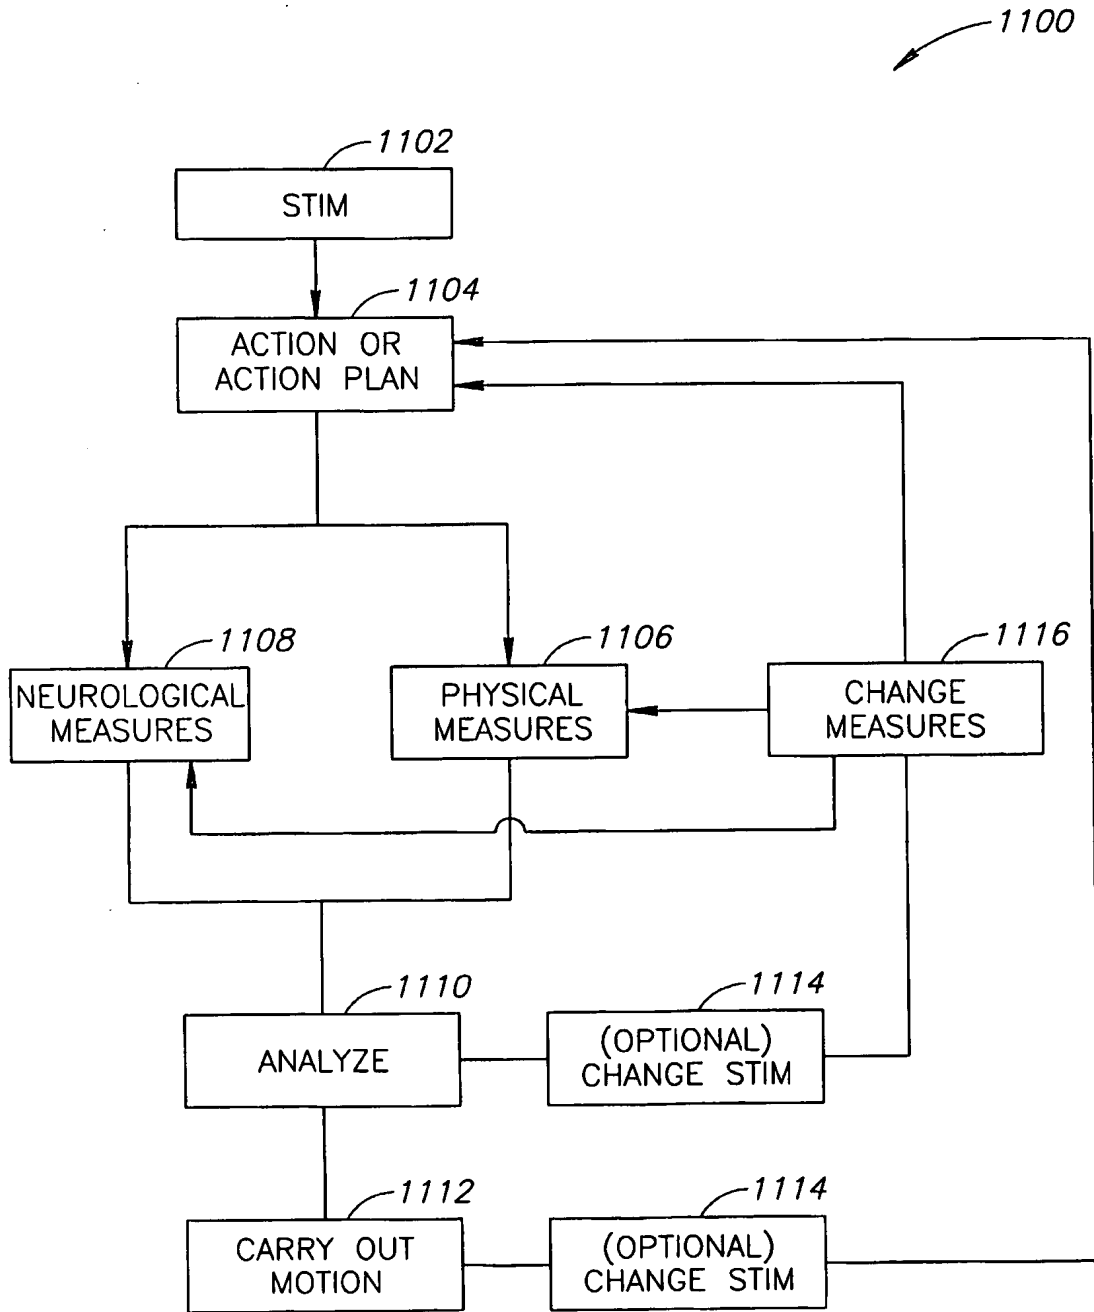 1100
1102
STIM
1104
ACTION OR
ACTION PLAN
1108
NEUROLOGICAL
MEASURES
1106
PHYSICAL
MEASURES
1116
CHANGE
MEASURES
1110
ANALYZE
1114
(OPTIONAL)
CHANGE STIM
1112
CARRY OUT
MOTION
1114
(OPTIONAL)
CHANGE STIM